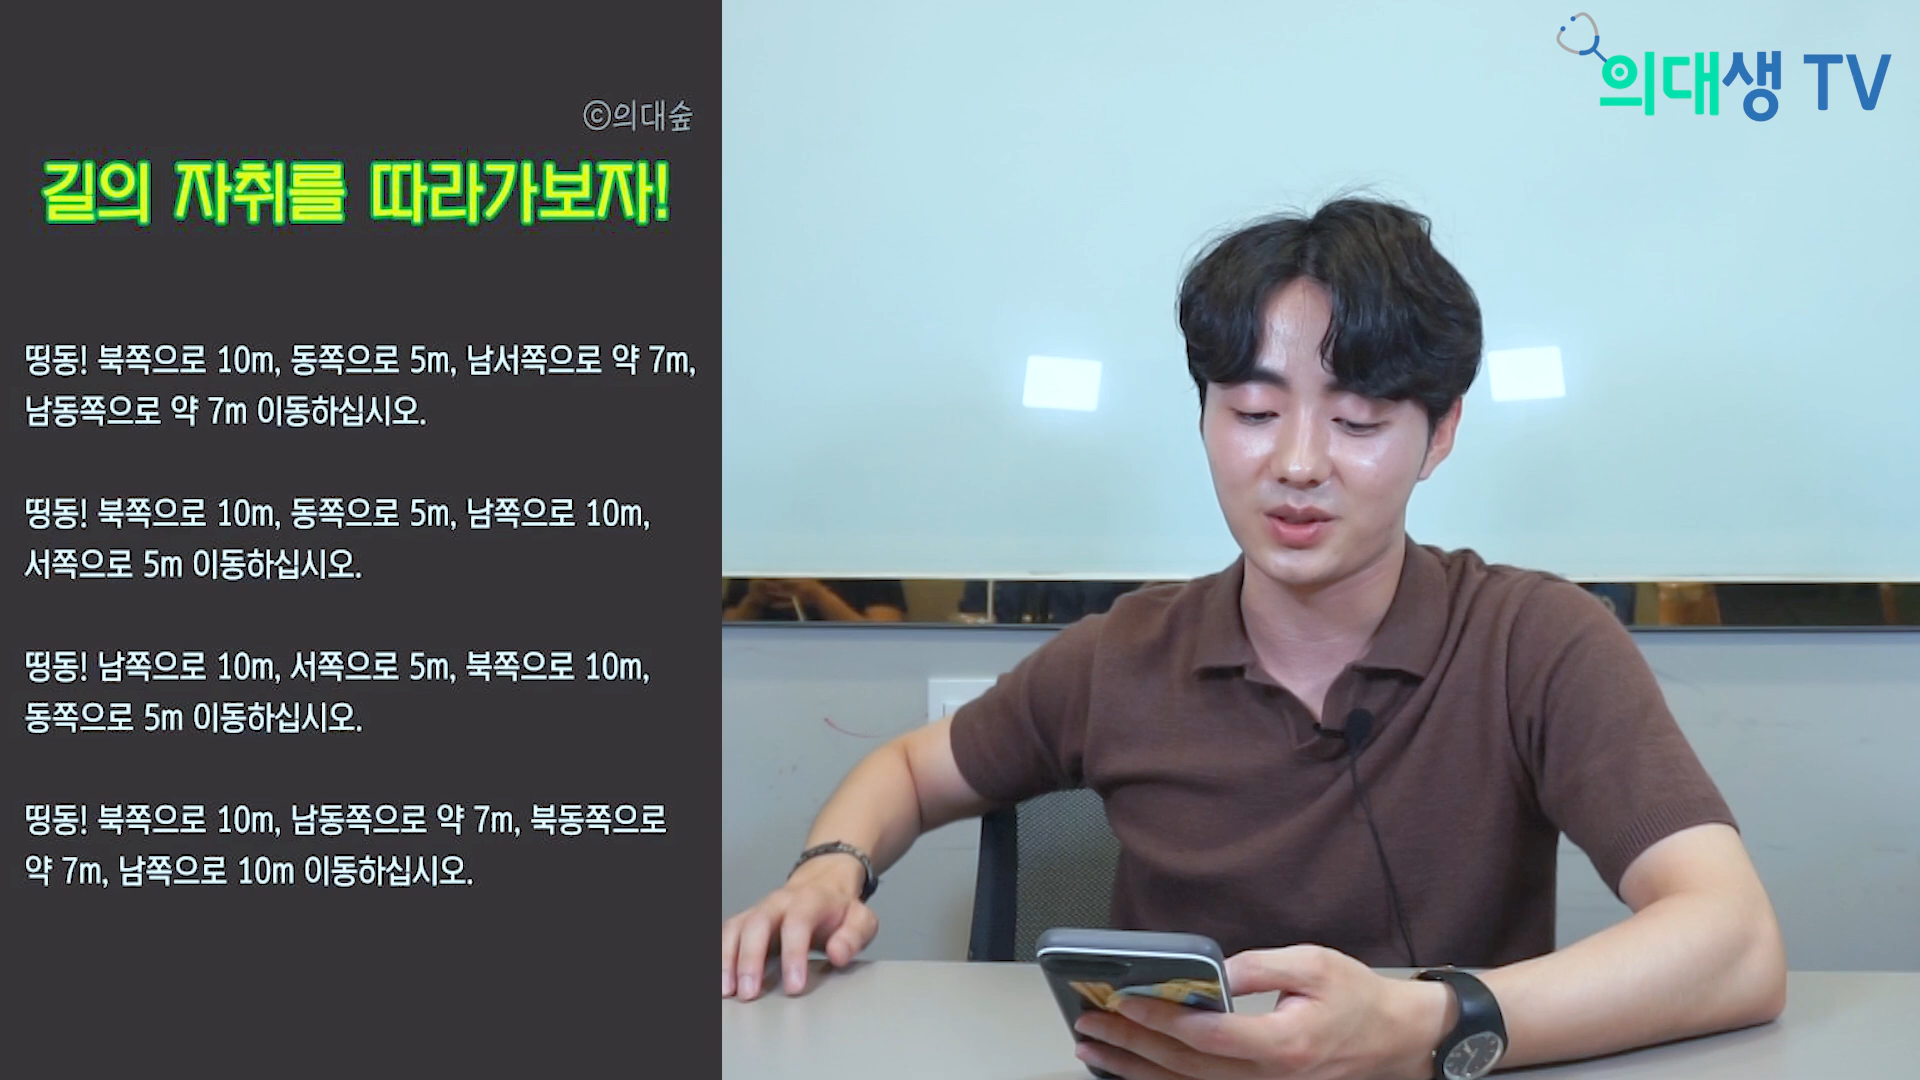 의대생 TV
ⓒ의대숲
길의 자취를 따라가보자!
띵동! 북쪽으로 10m, 동쪽으로 5m, 남서쪽으로 약 7m,
남동쪽으로 약 7m 이동하십시오.
띵동! 북쪽으로 10m, 동쪽으로 5m, 남쪽으로 10m,
서쪽으로 5m 이동하십시오.
띵동! 남쪽으로 10m, 서쪽으로 5m, 북쪽으로 10m,
동쪽으로 5m 이동하십시오.
띵동! 북쪽으로 10m, 남동쪽으로 약 7m, 북동쪽으로
약 7m, 남쪽으로 10m 이동하십시오.